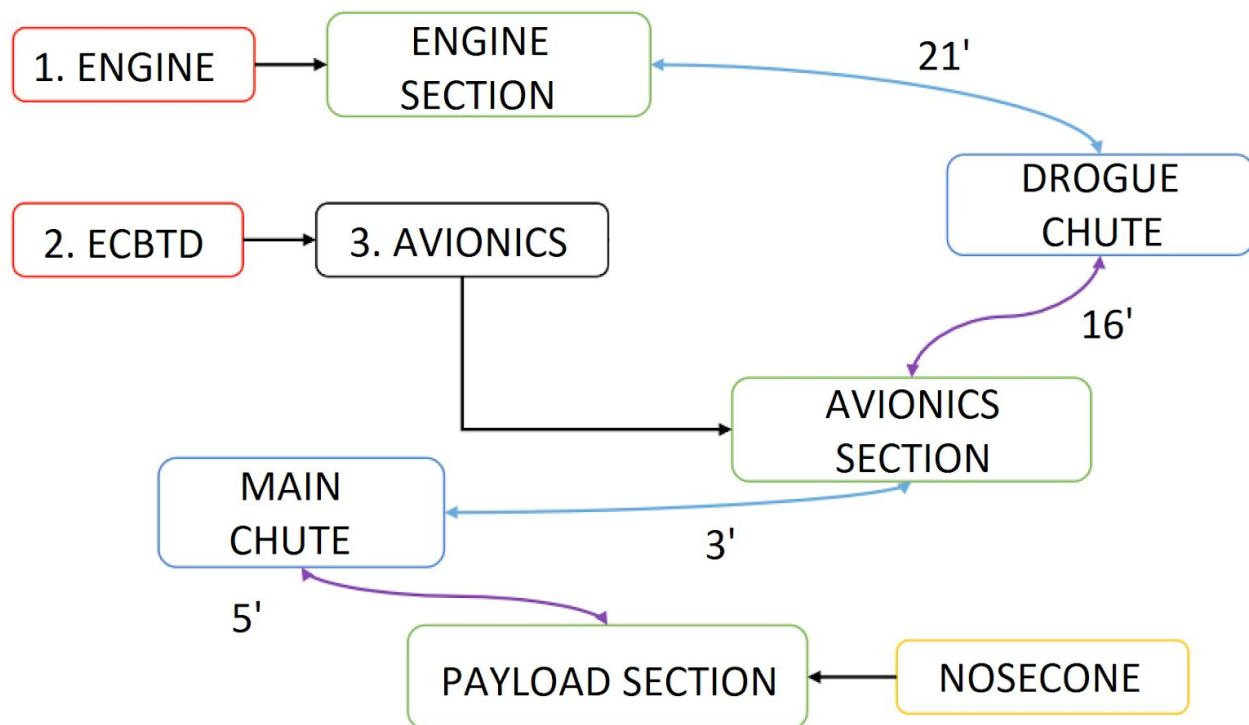 1. ENGINE
ENGINE
SECTION
21'
DROGUE
CHUTE
2. ECBTD
3. AVIONICS
16'
AVIONICS
SECTION
MAIN
CHUTE
3'
5'
PAYLOAD SECTION
NOSECONE